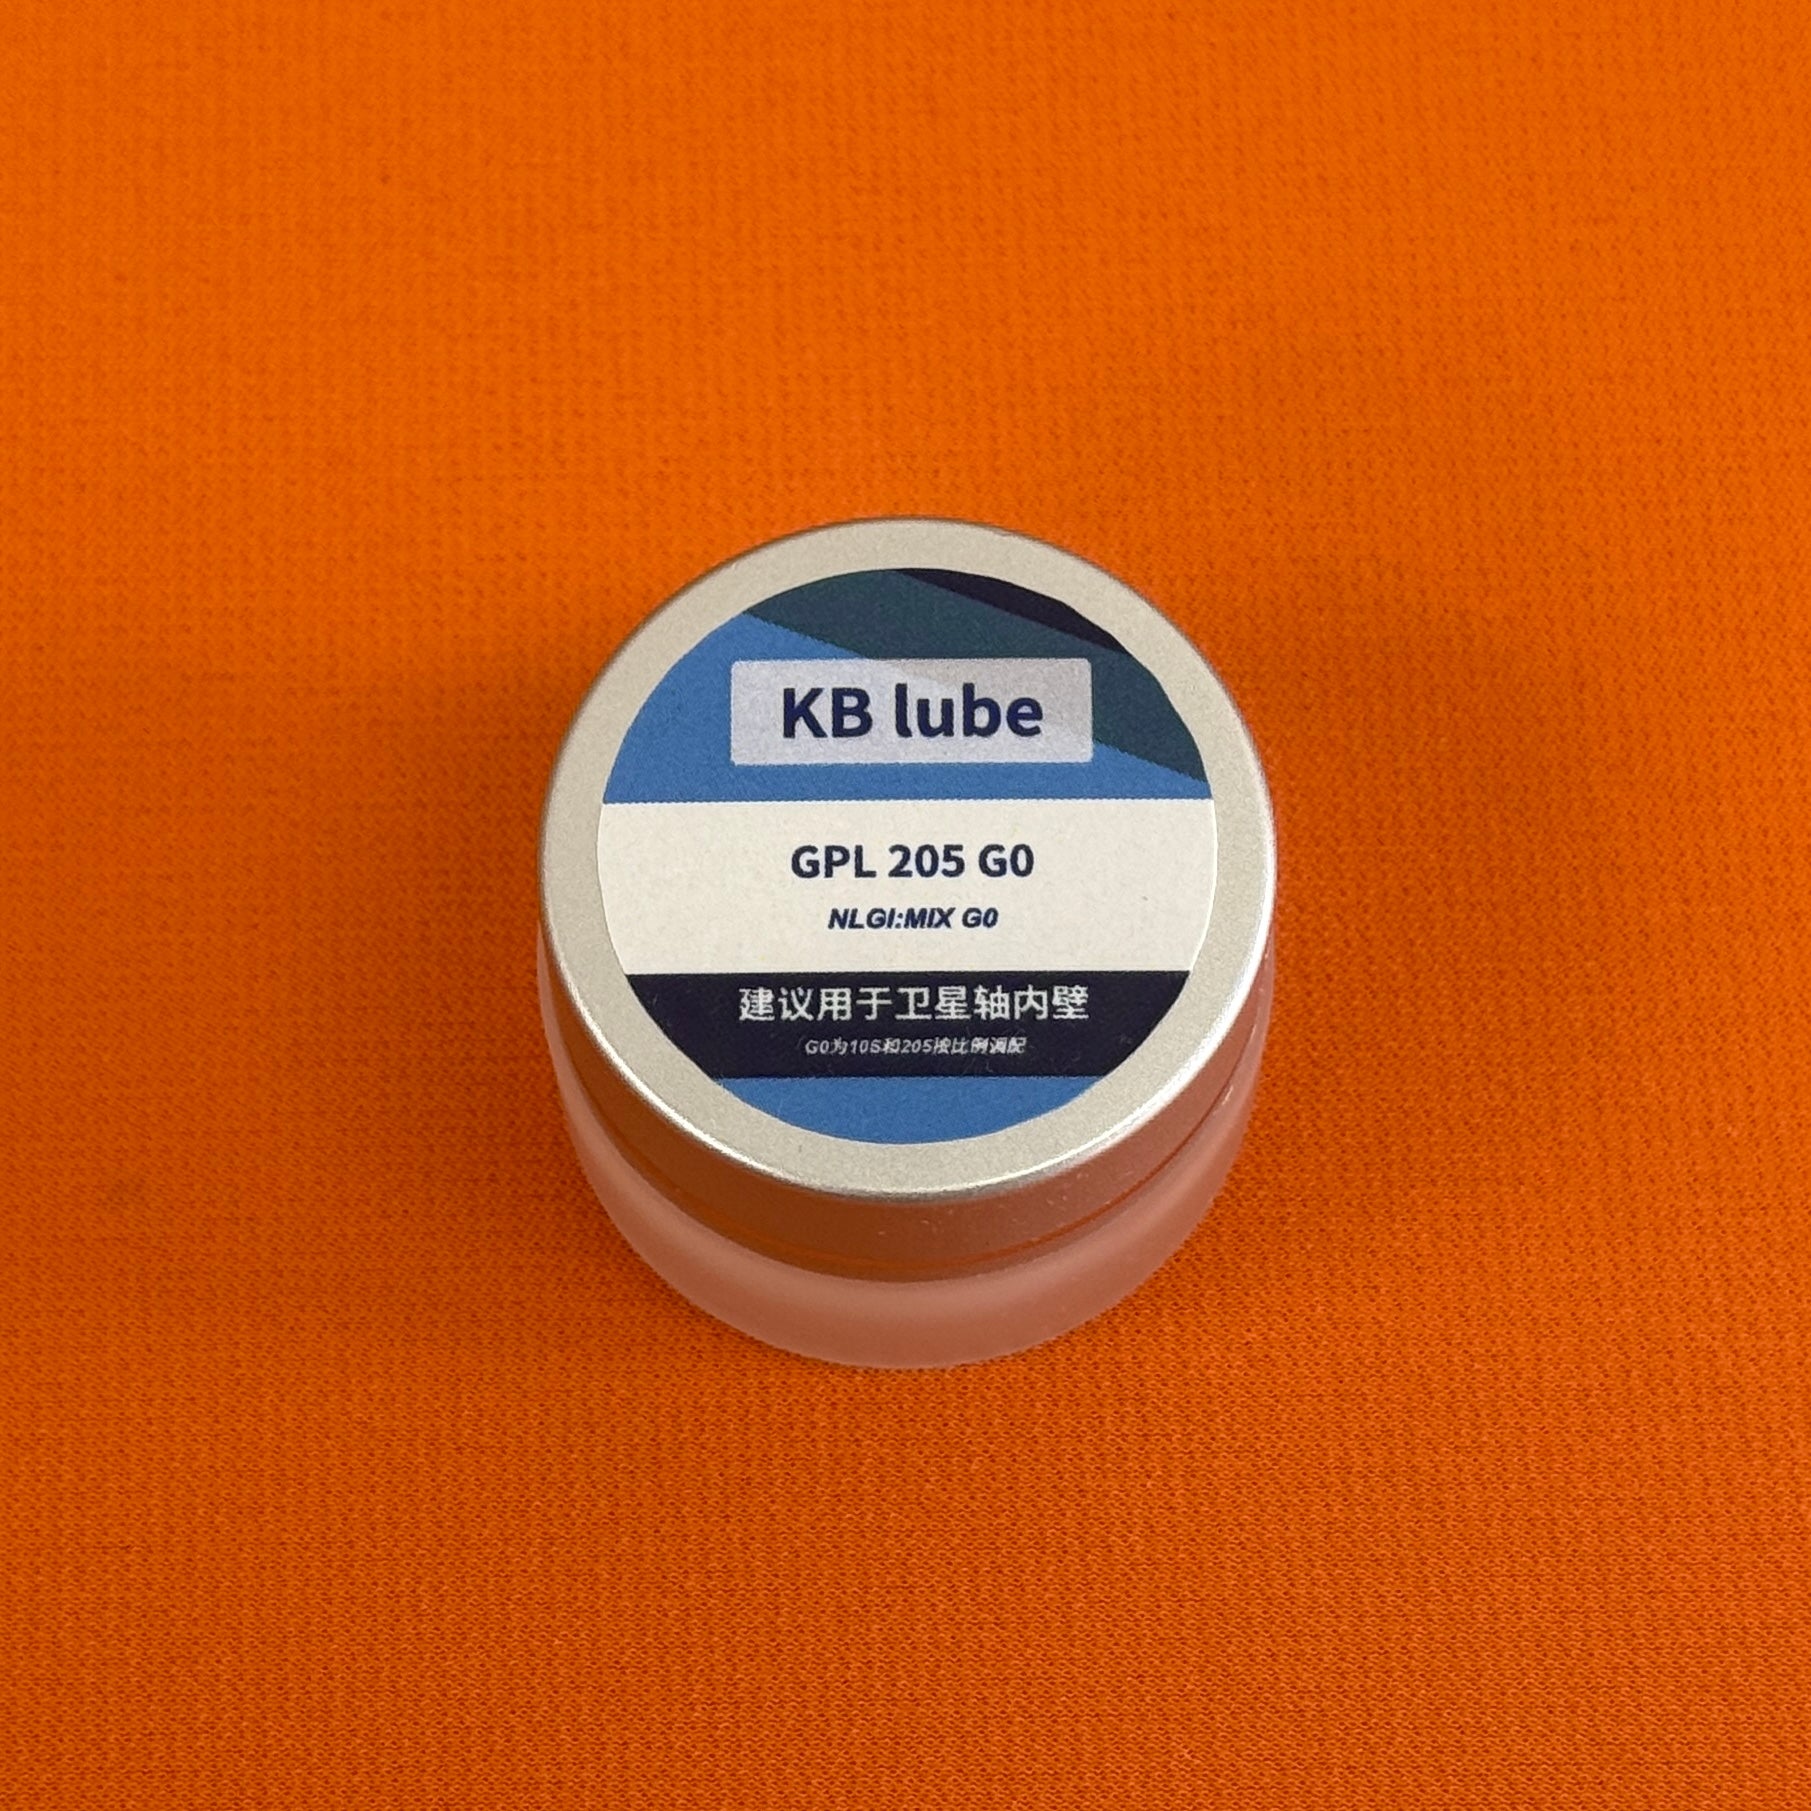 KB lube
GPL 205 G0
NLGI:MIX G0
建议用于卫星轴内壁
G0为105和205按比例调配